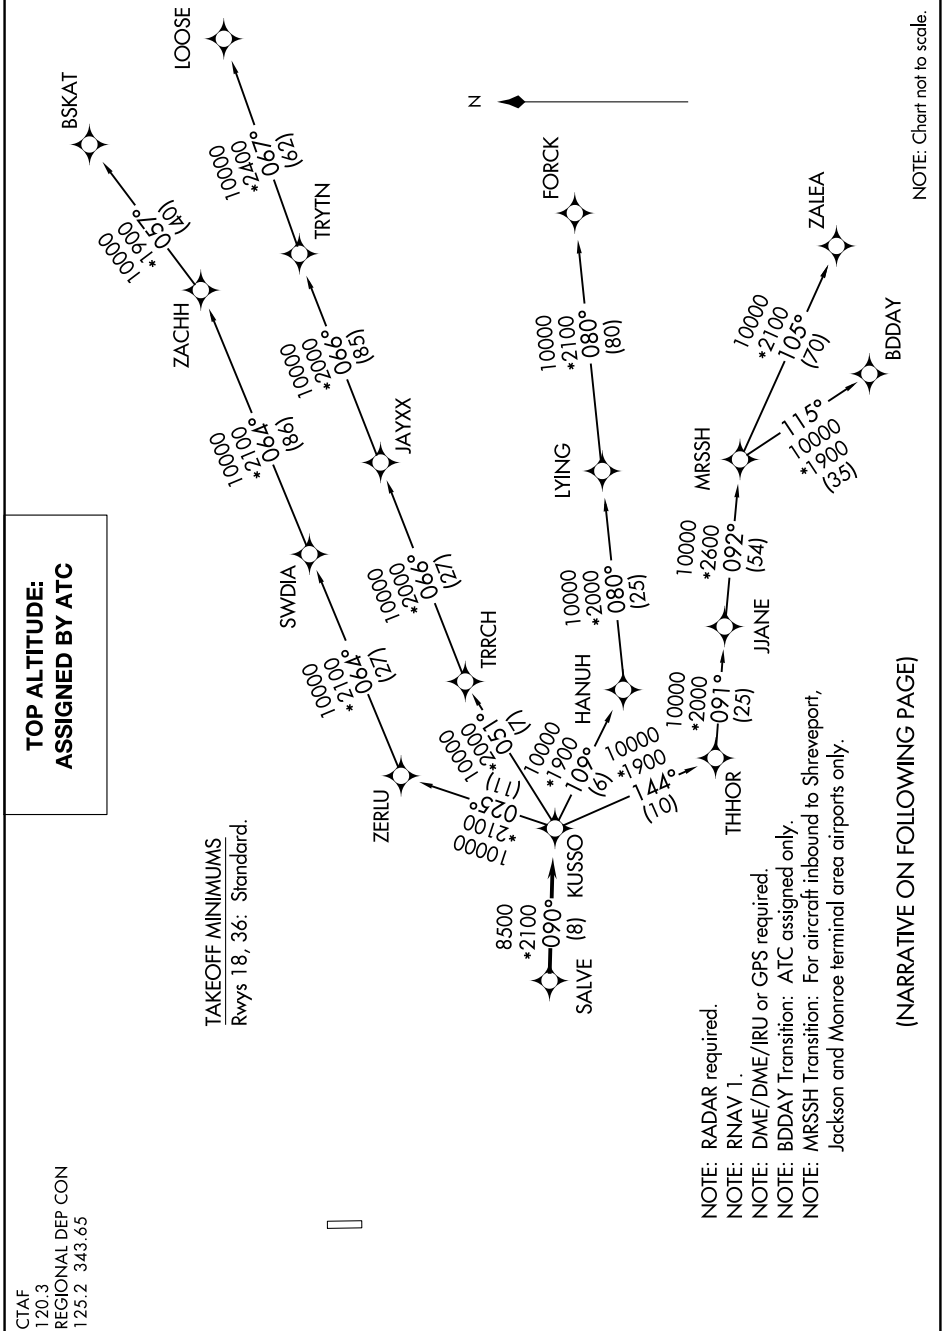 CTAF
120.3
REGIONAL DEP CON
125.2 343.65
TOP ALTITUDE:
ASSIGNED BY ATC
TAKEOFF MINIMUMS
Rwys 18, 36: Standard.
BSKAT
LOOSE
10000
*1900
057°
(40)
ZACHH
10000
*2400
067°
(62)
TRYTN
10000
*2100
064°
(86)
SWDIA
10000
*2000
066°
(85)
JAYXX
10000
*2100
064°
(27)
ZERLU
10000
*2000
066°
(27)
TRRCH
10000
*2100
025°
(11)
10000
*2000
051°
(7)
8500
*2100
090°
(8)
SALVE
KUSSO
10000
*1900
109°
(6)
HANUH
10000
*2000
080°
(25)
LYING
10000
*2100
080°
(80)
FORCK
N
10000
*1900
144°
(10)
THHOR
10000
*2000
091°
(25)
JJANE
10000
*2600
092°
(54)
MRSSH
10000
*2100
105°
(70)
ZALEA
115°
10000
*1900
(35)
BDDAY
NOTE: RADAR required.
NOTE: RNAV 1.
NOTE: DME/DME/IRU or GPS required.
NOTE: BDDAY Transition: ATC assigned only.
NOTE: MRSSH Transition: For aircraft inbound to Shreveport,
Jackson and Monroe terminal area airports only.
(NARRATIVE ON FOLLOWING PAGE)
NOTE: Chart not to scale.